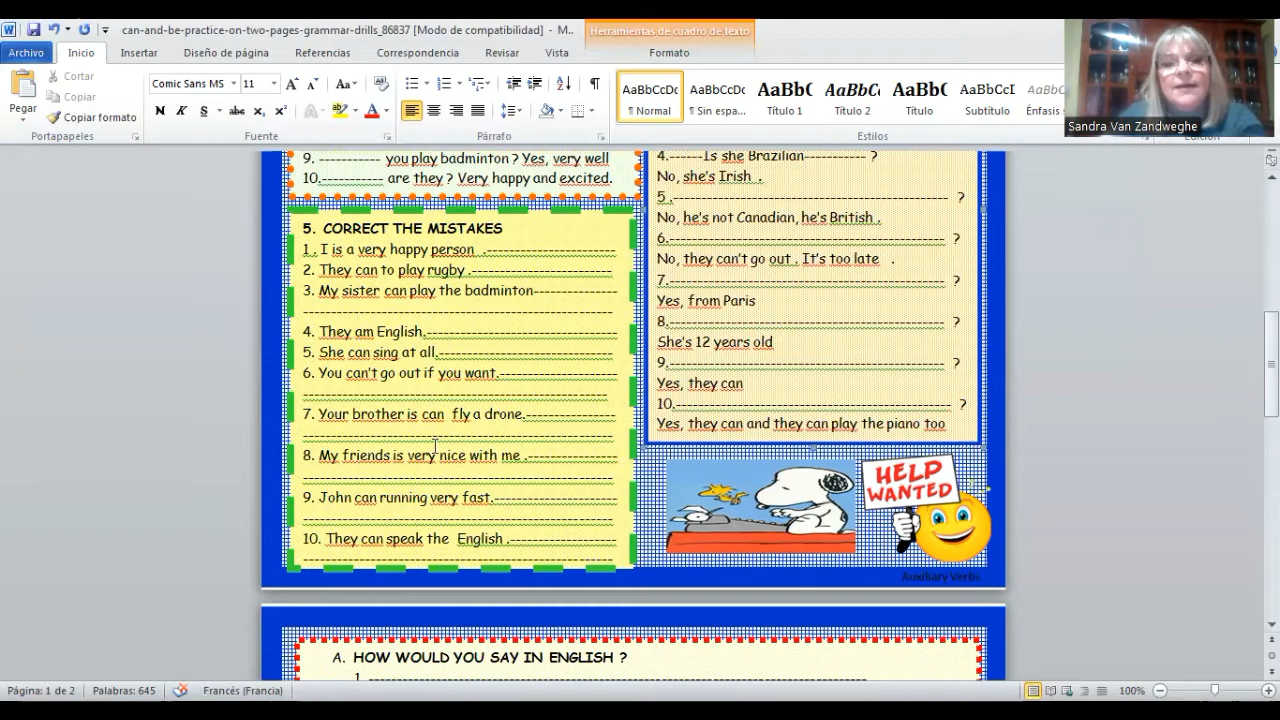 can-and-be-practice-on-two-pages-grammar-drills_86837 [Modo de compatibilidad] - M...
Herramientas de cuadro de texto
Archivo Inicio Insertar Diseño de página Referencias Correspondencia Revisar Vista Formato
Pegar
Cortar
Copiar
Copiar formato
Portapapeles
Comic Sans MS 11
Fuente
Párrafo
AaBbCcDc AaBbCcDc AaBbC AaBbCc AaBbC AaBbCcI AaBbCcD
¶ Normal ¶ Sin espa... Título 1 Título 2 Título Subtítulo Énfasis
Estilos
Sandra Van Zandweghe
9. ----------- you play badminton ? Yes, very well
10.----------- are they ? Very happy and excited.
5. CORRECT THE MISTAKES
1 . I is a very happy person .----------------------
2. They can to play rugby .------------------------
3. My sister can play the badminton--------------
-----------------------------------------------------
4. They am English.--------------------------------
5. She can sing at all.------------------------------
6. You can't go out if you want.--------------------
-----------------------------------------------------
7. Your brother is can fly a drone.---------------
-----------------------------------------------------
8. My friends is very nice with me .---------------
-----------------------------------------------------
9. John can running very fast.---------------------
-----------------------------------------------------
10. They can speak the English .------------------
-----------------------------------------------------
4.------Is she Brazilian----------- ?
No, she's Irish .
5 .----------------------------------------------- ?
No, he's not Canadian, he's British .
6.----------------------------------------------- ?
No, they can't go out . It's too late .
7.----------------------------------------------- ?
Yes, from Paris
8.----------------------------------------------- ?
She's 12 years old
9.----------------------------------------------- ?
Yes, they can
10.----------------------------------------------- ?
Yes, they can and they can play the piano too
HELP
WANTED
Auxiliary Verbs
A. HOW WOULD YOU SAY IN ENGLISH ?
1. -----------------------------------------------
Página: 1 de 2 Palabras: 645 Francés (Francia) 100%